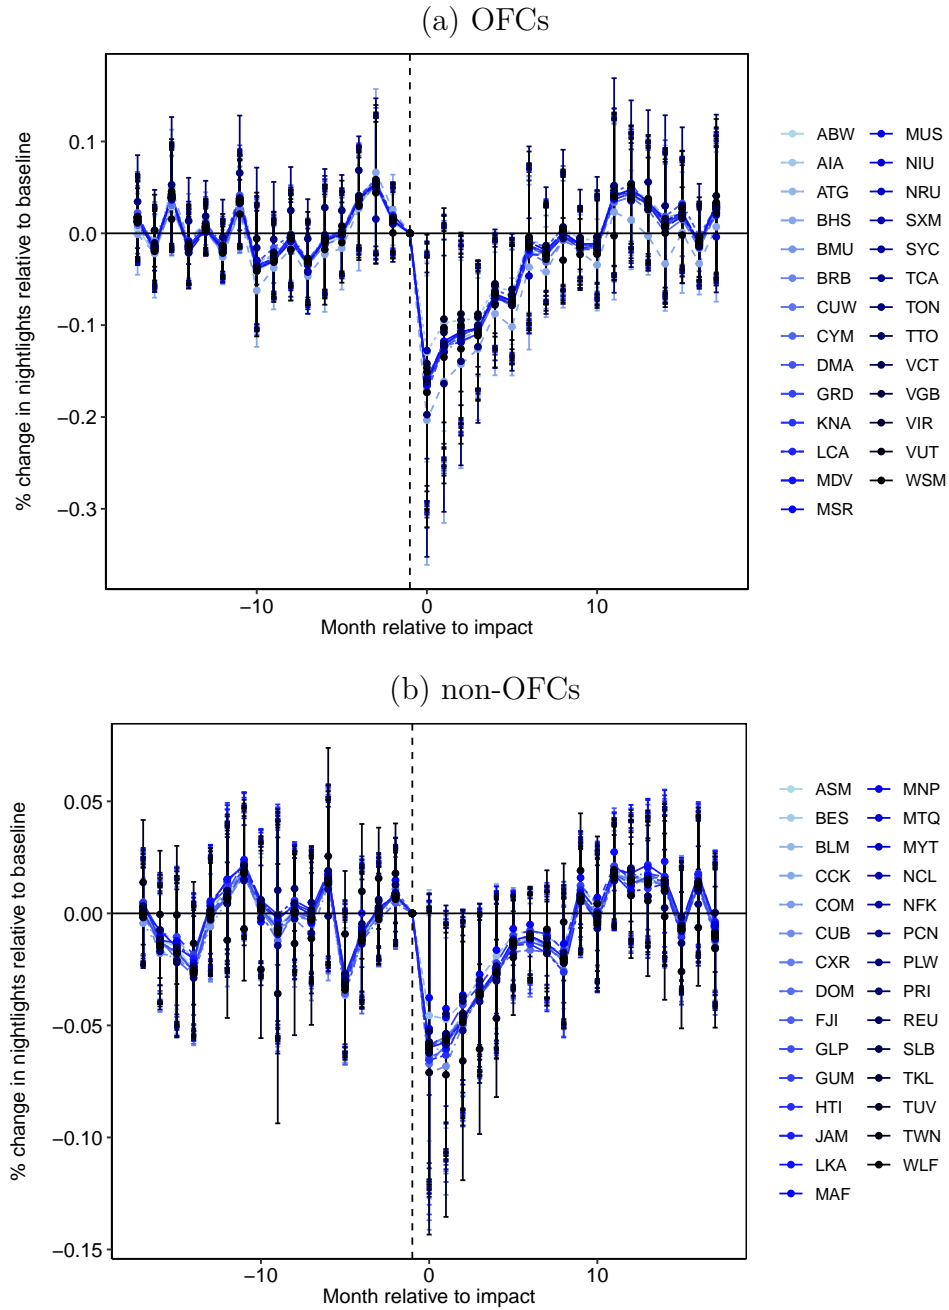 (a) OFCs
% change in nightlights relative to baseline
0.1
0.0
−0.1
−0.2
−0.3
−10
0
10
Month relative to impact
ABW
AIA
ATG
BHS
BMU
BRB
CUW
CYM
DMA
GRD
KNA
LCA
MDV
MSR
MUS
NIU
NRU
SXM
SYC
TCA
TON
TTO
VCT
VGB
VIR
VUT
WSM
(b) non-OFCs
% change in nightlights relative to baseline
0.05
0.00
−0.05
−0.10
−0.15
−10
0
10
Month relative to impact
ASM
BES
BLM
CCK
COM
CUB
CXR
DOM
FJI
GLP
GUM
HTI
JAM
LKA
MAF
MNP
MTQ
MYT
NCL
NFK
PCN
PLW
PRI
REU
SLB
TKL
TUV
TWN
WLF